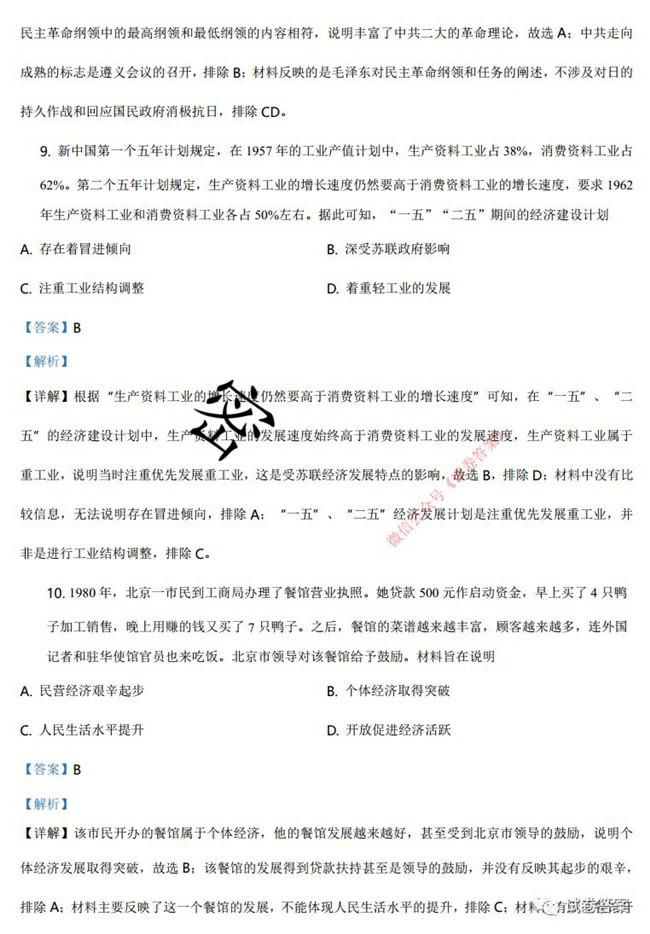 民主革命纲领中的最高纲领和最低纲领的内容相符，说明丰富了中共二大的革命理论，故选 A；中共走向
成熟的标志是遵义会议的召开，排除 B；材料反映的是毛泽东对民主革命纲领和任务的阐述，不涉及对日的
持久作战和回应国民政府消极抗日，排除 CD。
9. 新中国第一个五年计划规定，在 1957 年的工业产值计划中，生产资料工业占 38%，消费资料工业占
62%。第二个五年计划规定，生产资料工业的增长速度仍然要高于消费资料工业的增长速度，要求 1962
年生产资料工业和消费资料工业各占 50%左右。据此可知，“一五”“二五”期间的经济建设计划
A. 存在着冒进倾向 B. 深受苏联政府影响
C. 注重工业结构调整 D. 着重轻工业的发展
【答案】B
【解析】
【详解】根据“生产资料工业的增长速度仍然要高于消费资料工业的增长速度”可知，在“一五”、“二
五”的经济建设计划中，生产资料工业的发展速度始终高于消费资料工业的发展速度，生产资料工业属于
重工业，说明当时注重优先发展重工业，这是受苏联经济发展特点的影响，故选 B，排除 D；材料中没有比
较信息，无法说明存在冒进倾向，排除 A；“一五”、“二五”经济发展计划是注重优先发展重工业，并
非是进行工业结构调整，排除 C。
密
微信公众号《试卷答案》
10. 1980 年，北京一市民到工商局办理了餐馆营业执照。她贷款 500 元作启动资金，早上买了 4 只鸭
子加工销售，晚上用赚的钱又买了 7 只鸭子。之后，餐馆的菜谱越来越丰富，顾客越来越多，连外国
记者和驻华使馆官员也来吃饭。北京市领导对该餐馆给予鼓励。材料旨在说明
A. 民营经济艰辛起步 B. 个体经济取得突破
C. 人民生活水平提升 D. 开放促进经济活跃
【答案】B
【解析】
【详解】该市民开办的餐馆属于个体经济，他的餐馆发展越来越好，甚至受到北京市领导的鼓励，说明个
体经济发展取得突破，故选 B；该餐馆的发展得到贷款扶持甚至是领导的鼓励，并没有反映其起步的艰辛，
排除 A；材料主要反映了这一个餐馆的发展，不能体现人民生活水平的提升，排除 C；材料
试卷答案